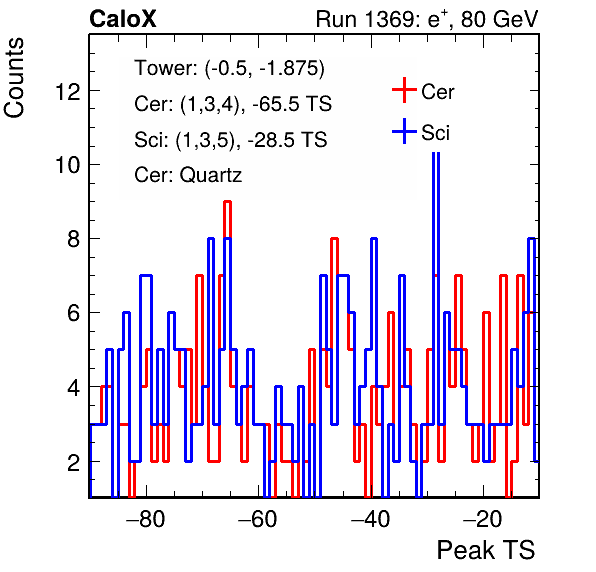 CaloX Run 1369: e+, 80 GeV
Counts
Tower: (-0.5, -1.875)
Cer: (1,3,4), -65.5 TS
Sci: (1,3,5), -28.5 TS
Cer: Quartz
Cer
Sci
12
10
8
6
4
2
−80 −60 −40 −20
Peak TS